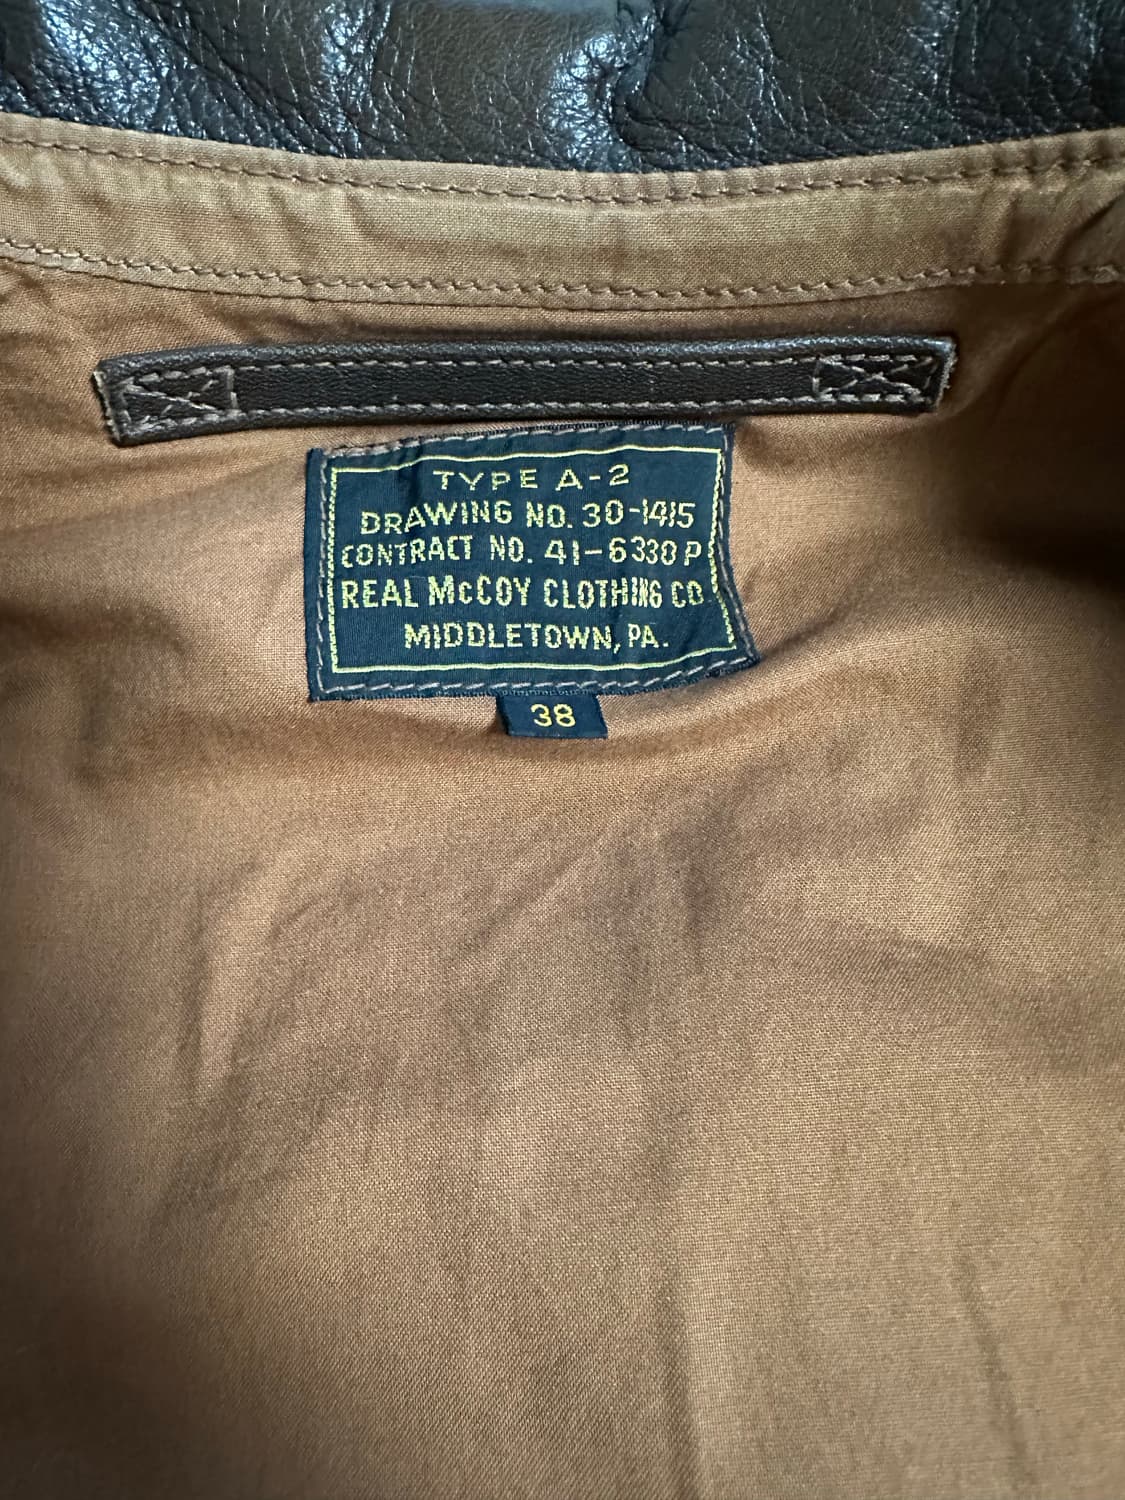 TYPE A-2
DRAWING NO. 30-1415
CONTRACT NO. 41-6330 P
REAL McCOY CLOTHING CO
MIDDLETOWN, PA.
38